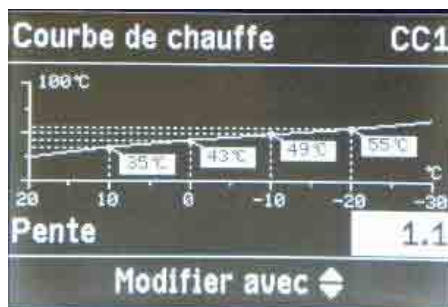 Courbe de chauffe CC1
100℃
35℃ 43℃ 49℃ 55℃
℃
20 10 0 -10 -20 -30
Pente 1.1
Modifier avec